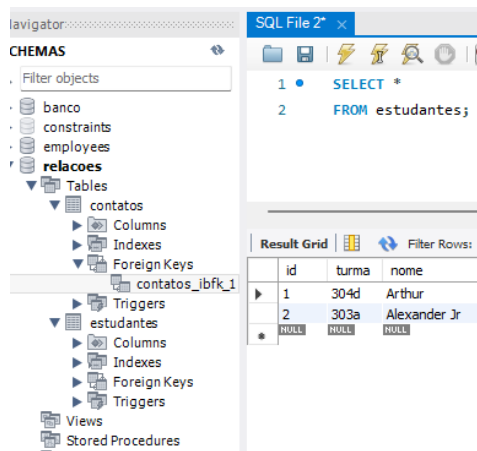 Navigator
SCHEMAS
Filter objects
banco
constraints
employees
relacoes
Tables
contatos
Columns
Indexes
Foreign Keys
contatos_ibfk_1
Triggers
estudantes
Columns
Indexes
Foreign Keys
Triggers
Views
Stored Procedures
SQL File 2* ×
1 SELECT *
2 FROM estudantes;
Result Grid Filter Rows:
id turma nome
1 304d Arthur
2 303a Alexander Jr
NULL NULL NULL